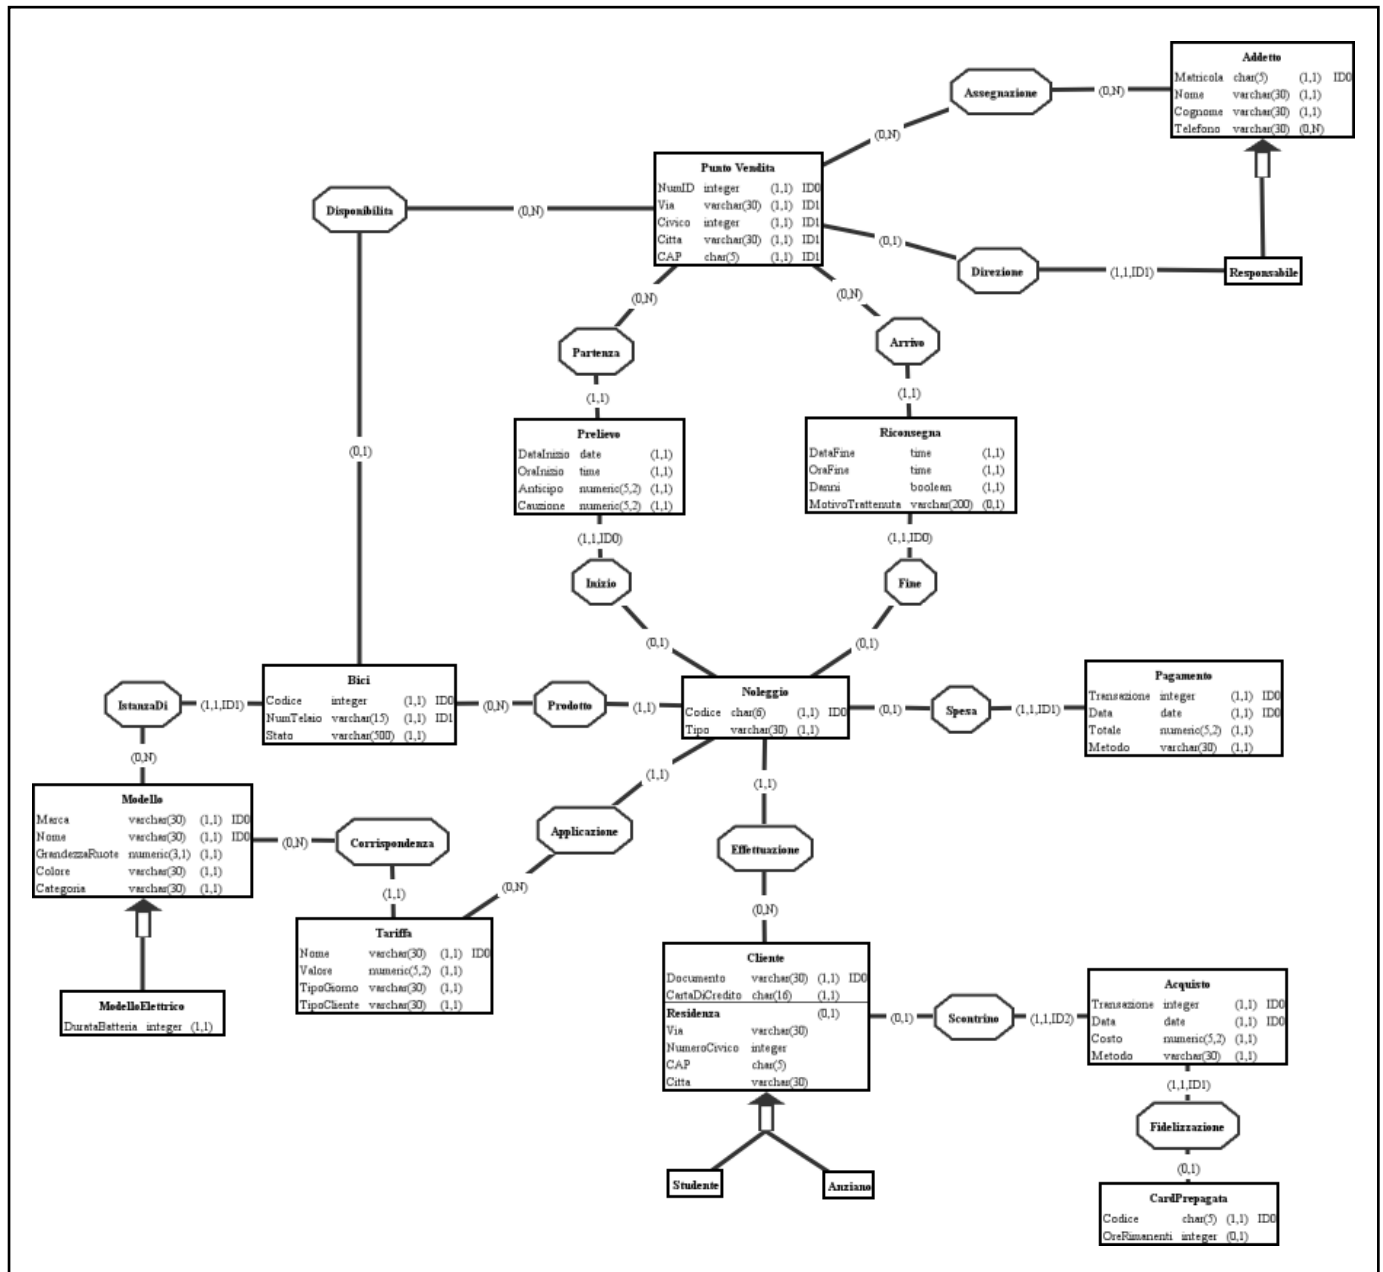 Addetto
Matricola char(5) (1,1) ID0
Nome varchar(30) (1,1)
Cognome varchar(30) (1,1)
Telefono varchar(30) (0,N)
Assegnazione
(0,N)
(0,N)
Punto Vendita
NumID integer (1,1) ID0
Via varchar(30) (1,1) ID1
Civico integer (1,1) ID1
Citta varchar(30) (1,1) ID1
CAP char(5) (1,1) ID1
Disponibilita
(0,N)
(0,1)
(0,1)
Direzione
(1,1,ID1)
Responsabile
(0,N)
(0,N)
Partenza
Arrivo
(1,1)
(1,1)
Prelievo
DataInizio date (1,1)
OraInizio time (1,1)
Anticipo numeric(5,2) (1,1)
Cauzione numeric(5,2) (1,1)
Riconsegna
DataFine time (1,1)
OraFine time (1,1)
Danni boolean (1,1)
MotivoTrattenuta varchar(200) (0,1)
(1,1,ID0)
(1,1,ID0)
Inizio
Fine
(0,1)
(0,1)
IstanzaDi
(1,1,ID1)
Bici
Codice integer (1,1) ID0
NumTelaio varchar(15) (1,1) ID1
Stato varchar(500) (1,1)
(0,N)
Prodotto
(1,1)
Noleggio
Codice char(6) (1,1) ID0
Tipo varchar(30) (1,1)
(0,1)
Spesa
(1,1,ID1)
Pagamento
Transazione integer (1,1) ID0
Data date (1,1) ID0
Totale numeric(5,2) (1,1)
Metodo varchar(30) (1,1)
(0,N)
Modello
Marca varchar(30) (1,1) ID0
Nome varchar(30) (1,1) ID0
GrandezzaRuote numeric(3,1) (1,1)
Colore varchar(30) (1,1)
Categoria varchar(30) (1,1)
(0,N)
Corrispondenza
(1,1)
(1,1)
Applicazione
(0,N)
(1,1)
Effettuazione
(0,N)
Tariffa
Nome varchar(30) (1,1) ID0
Valore numeric(5,2) (1,1)
TipoGiorno varchar(30) (1,1)
TipoCliente varchar(30) (1,1)
ModelloElettrico
DurataBatteria integer (1,1)
Cliente
Documento varchar(30) (1,1) ID0
CartaDiCredito char(16) (1,1)
Residenza (0,1)
Via varchar(30)
NumeroCivico integer
CAP char(5)
Citta varchar(30)
(0,1)
Scontrino
(1,1,ID2)
Acquisto
Transazione integer (1,1) ID0
Data date (1,1) ID0
Costo numeric(5,2) (1,1)
Metodo varchar(30) (1,1)
(1,1,ID1)
Fidelizzazione
(0,1)
Studente
Anziano
CardPrepagata
Codice char(5) (1,1) ID0
OreRimanenti integer (0,1)